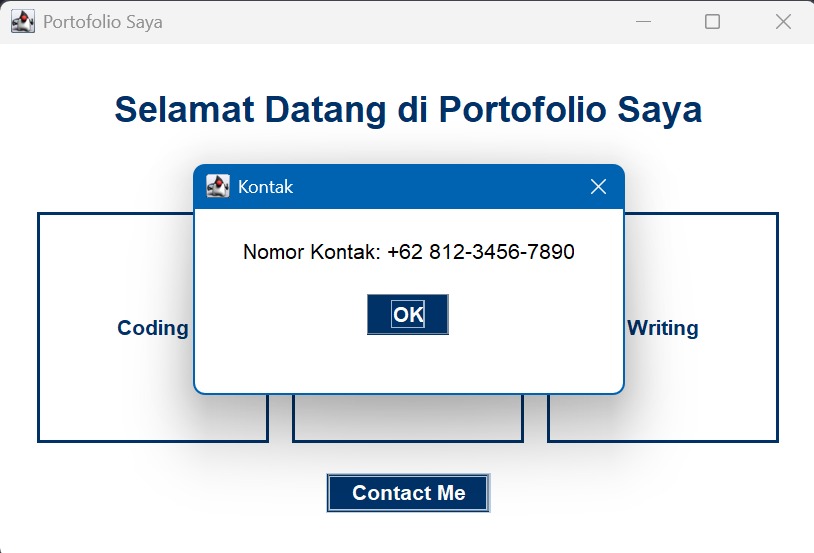 Portofolio Saya
Selamat Datang di Portofolio Saya
Kontak
Nomor Kontak: +62 812-3456-7890
OK
Coding
Writing
Contact Me